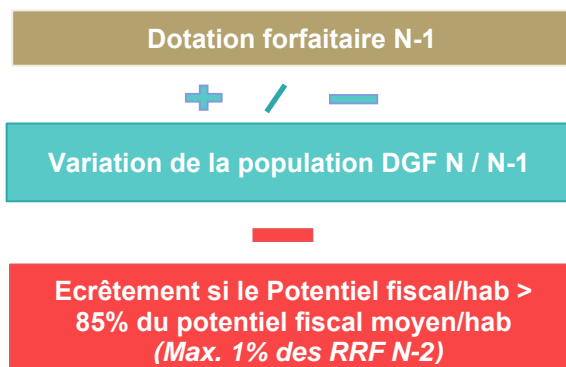 Dotation forfaitaire N-1
+ / −
Variation de la population DGF N / N-1
−
Ecrêtement si le Potentiel fiscal/hab >
85% du potentiel fiscal moyen/hab
(Max. 1% des RRF N-2)